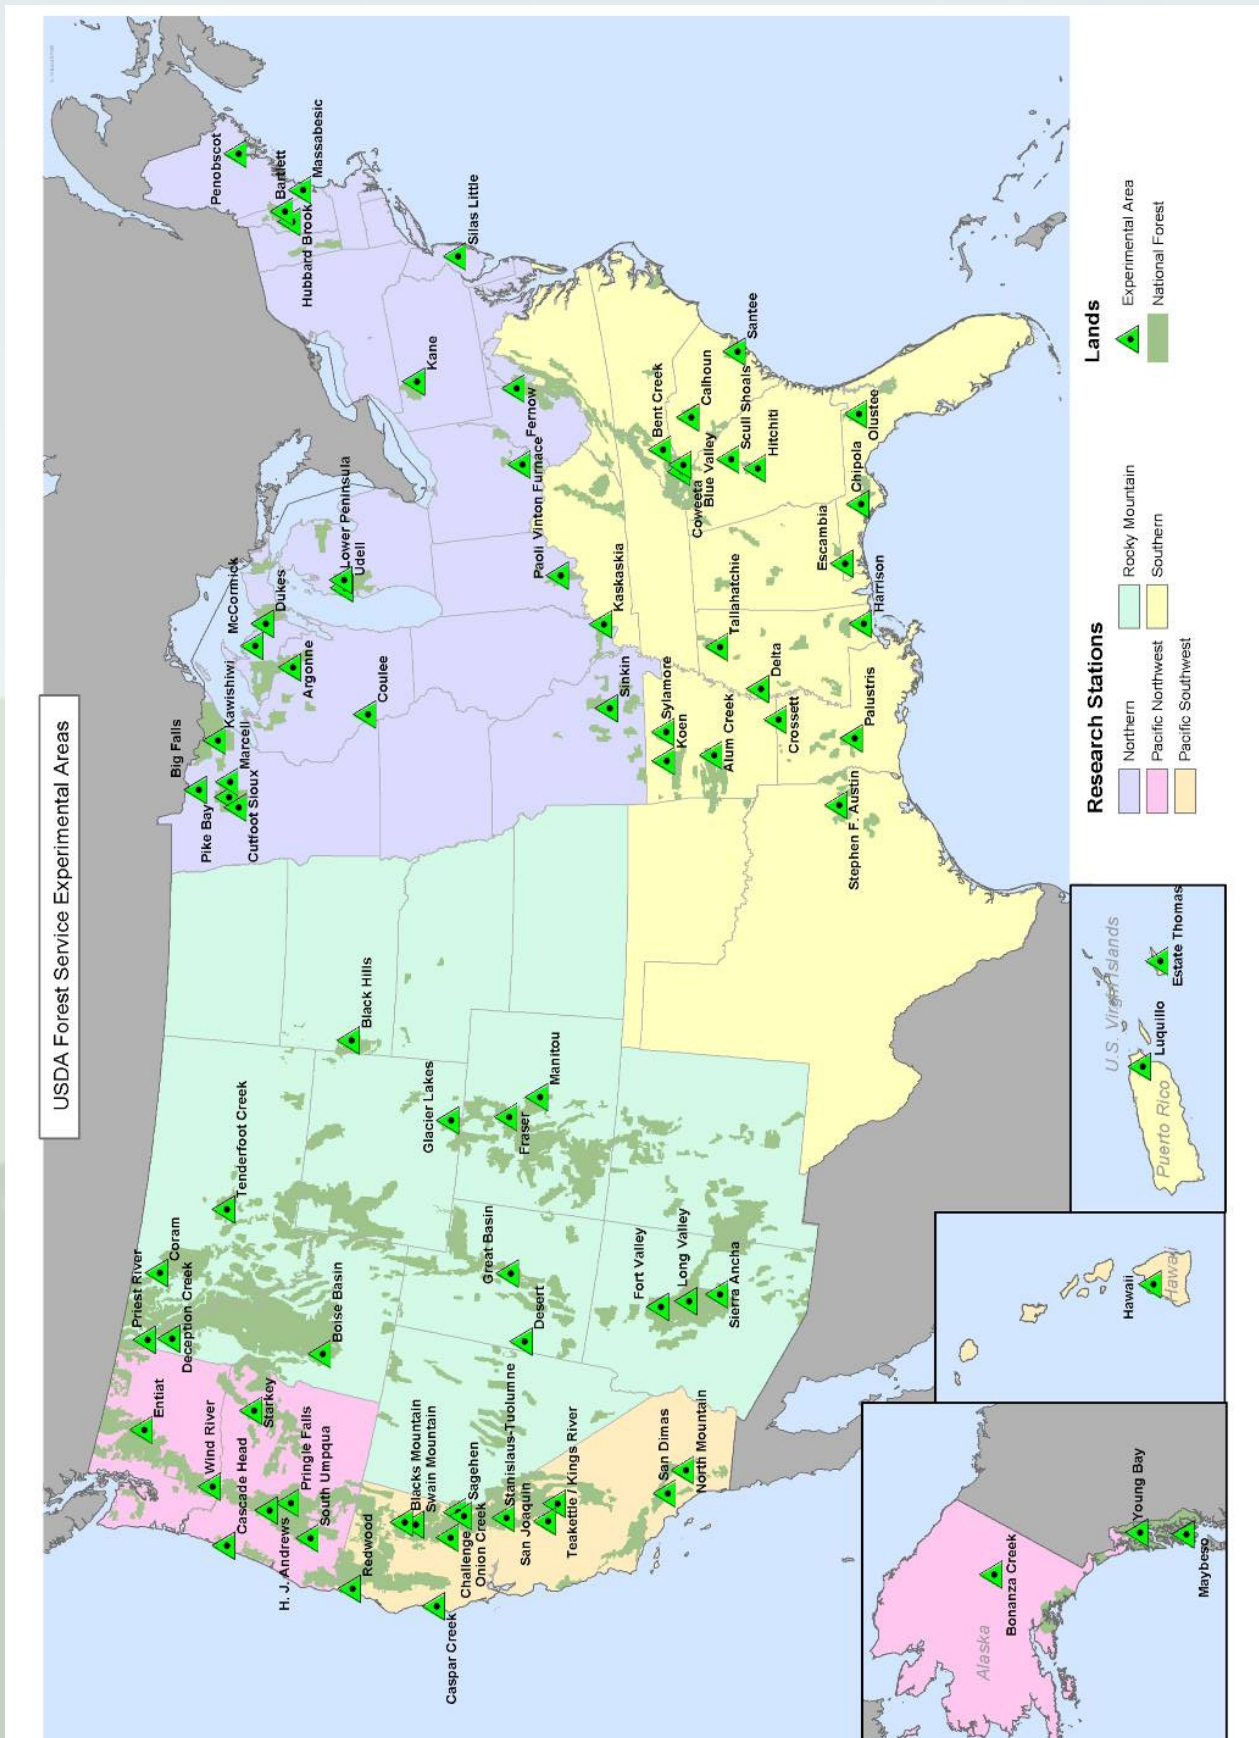 USDA Forest Service Experimental Areas
Priest River
Coram
Deception Creek
Tenderfoot Creek
Boise Basin
Black Hills
Glacier Lakes
Fraser
Manitou
Great Basin
Desert
Fort Valley
Long Valley
Sierra Ancha
Entiat
Wind River
Cascade Head
Starkey
Pringle Falls
H. J. Andrews
South Umpqua
Redwood
Blacks Mountain
Swain Mountain
Sagehen
Challenge
Onion Creek
Caspar Creek
Stanislaus-Tuolumne
San Joaquin
Teakettle / Kings River
San Dimas
North Mountain
Big Falls
Kawishiwi
Pike Bay
Marcell
Cutfoot Sioux
McCormick
Dukes
Argonne
Coulee
Lower Peninsula
Udell
Penobscot
Bartlett
Massabesic
Hubbard Brook
Silas Little
Kane
Fernow
Vinton Furnace
Paoli
Kaskaskia
Sinkin
Sylamore
Koen
Alum Creek
Tallahatchie
Delta
Crossett
Palustris
Stephen F. Austin
Harrison
Escambia
Chipola
Olustee
Bent Creek
Calhoun
Coweeta
Blue Valley
Scull Shoals
Hitchiti
Santee
Alaska
Bonanza Creek
Young Bay
Maybeso
Hawaii
Hawaii
U.S. Virgin Islands
Puerto Rico
Luquillo
Estate Thomas
Research Stations
Northern
Pacific Northwest
Pacific Southwest
Rocky Mountain
Southern
Lands
Experimental Area
National Forest